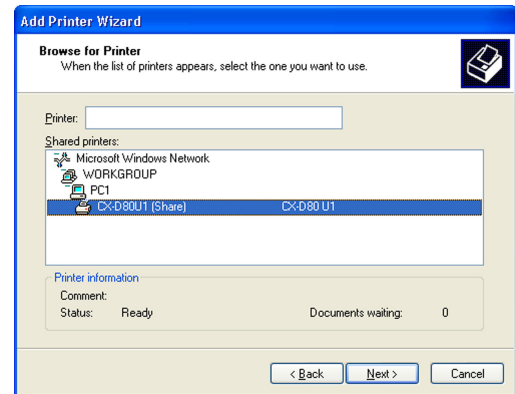 Add Printer Wizard
Browse for Printer
When the list of printers appears, select the one you want to use.
Printer:
Shared printers:
Microsoft Windows Network
WORKGROUP
PC1
CX-D80U1 (Share) CX-D80 U1
Printer information
Comment:
Status: Ready Documents waiting: 0
< Back Next > Cancel